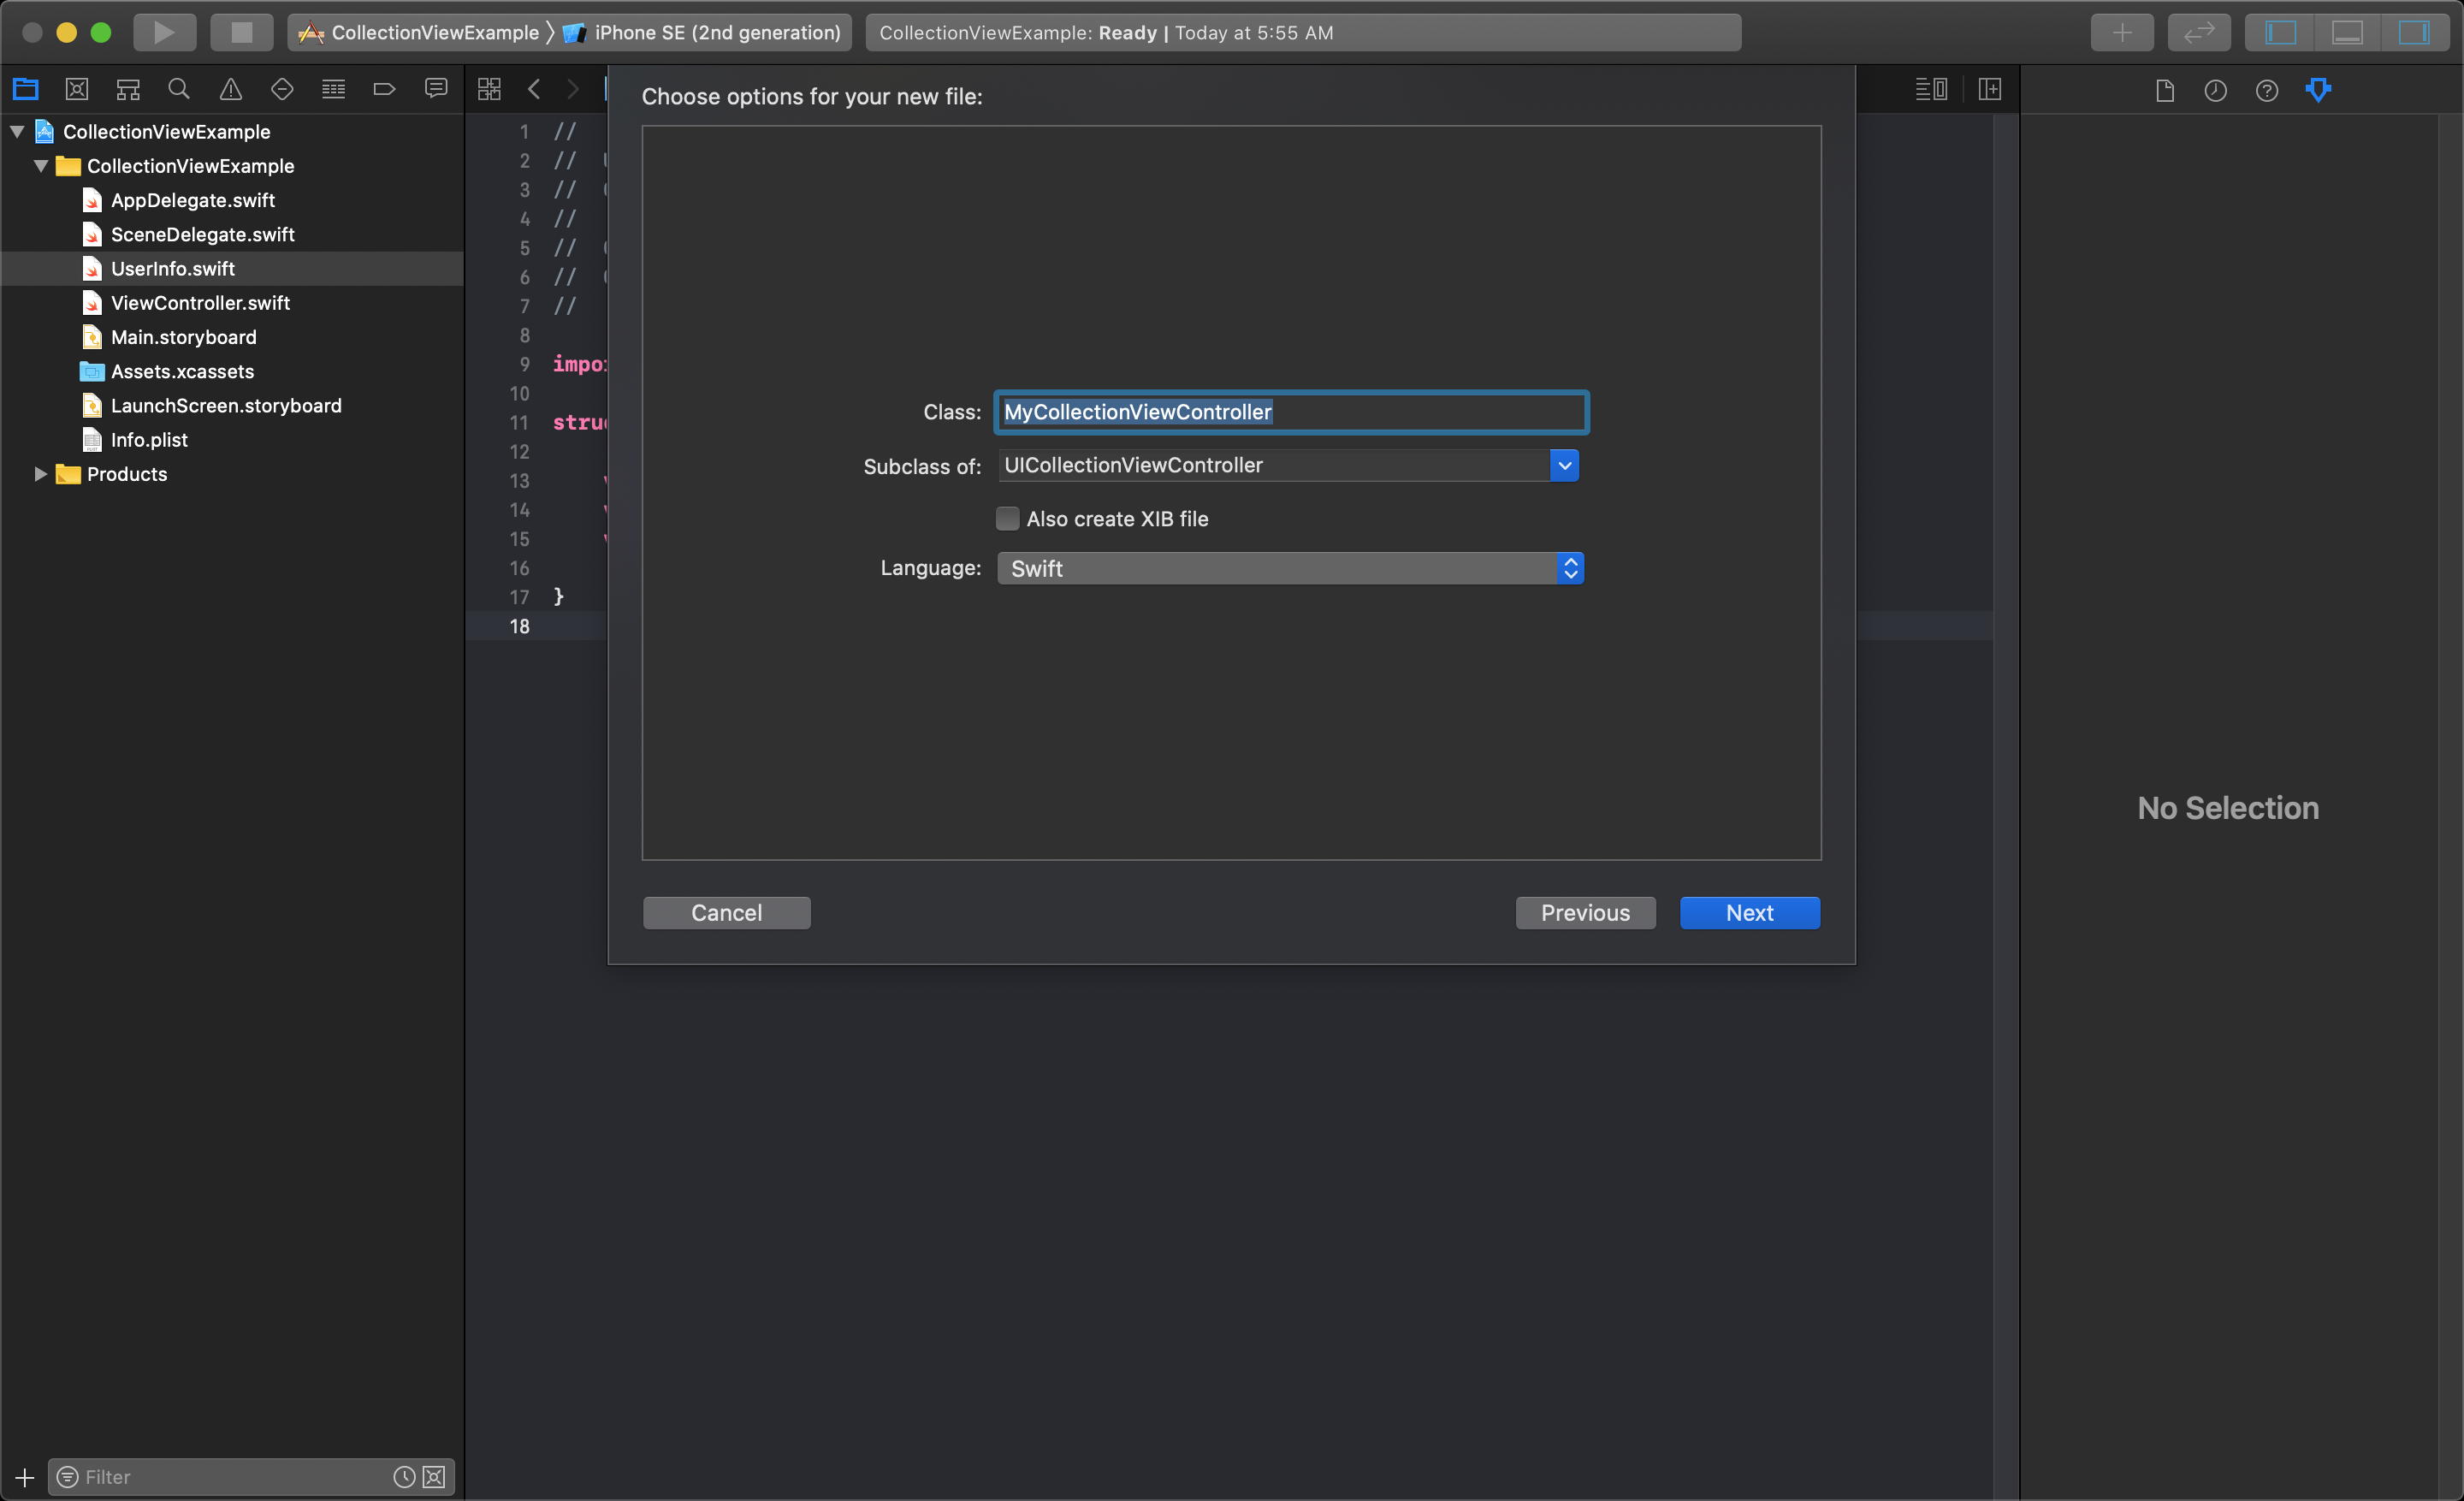 CollectionViewExample 〉 iPhone SE (2nd generation)
CollectionViewExample: Ready | Today at 5:55 AM
CollectionViewExample
CollectionViewExample
AppDelegate.swift
SceneDelegate.swift
UserInfo.swift
ViewController.swift
Main.storyboard
Assets.xcassets
LaunchScreen.storyboard
Info.plist
Products
Filter
1 //
2 //
3 //
4 //
5 //
6 //
7 //
8
9 impo
10
11 stru
12
13
14
15
16
17 }
18
Choose options for your new file:
Class: MyCollectionViewController
Subclass of: UICollectionViewController
Also create XIB file
Language: Swift
Cancel
Previous
Next
No Selection